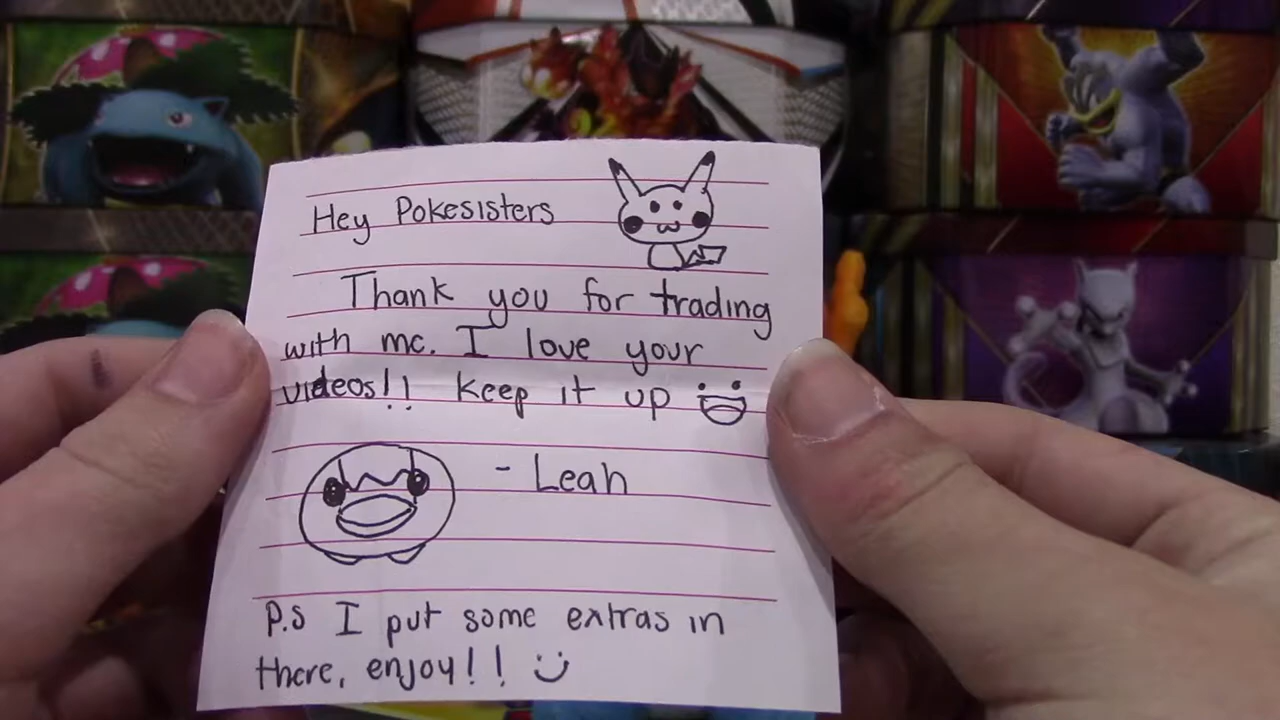 Hey Pokesisters
Thank you for trading
with me. I love your
videos!! Keep it up
- Leah
P.S I put some extras in
there, enjoy!! :)